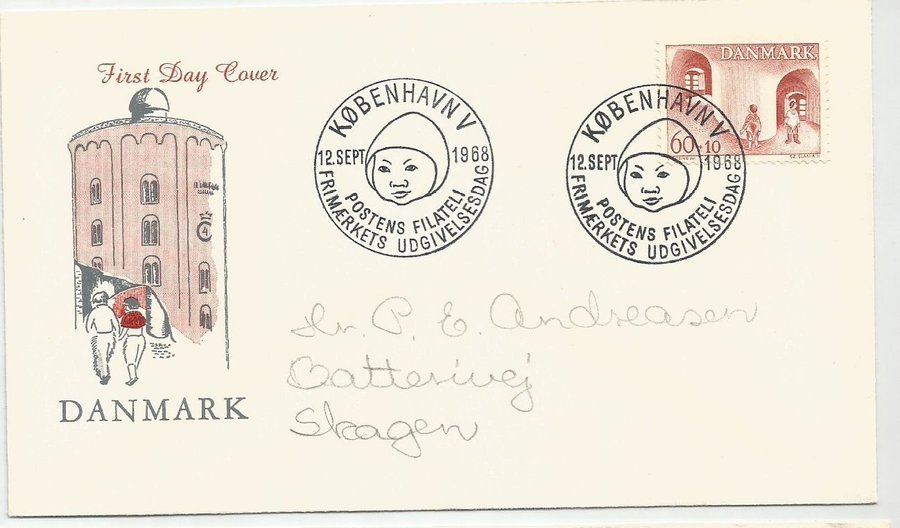 First Day Cover
DANMARK
KØBENHAVN V
12. SEPT 1968
POSTENS FILATELI
FRIMÆRKETS UDGIVELSESDAG
KØBENHAVN V
12. SEPT 1968
POSTENS FILATELI
FRIMÆRKETS UDGIVELSESDAG
DANMARK
60+10
Hr. P. E. Andreasen
Batterivej
Skagen
4